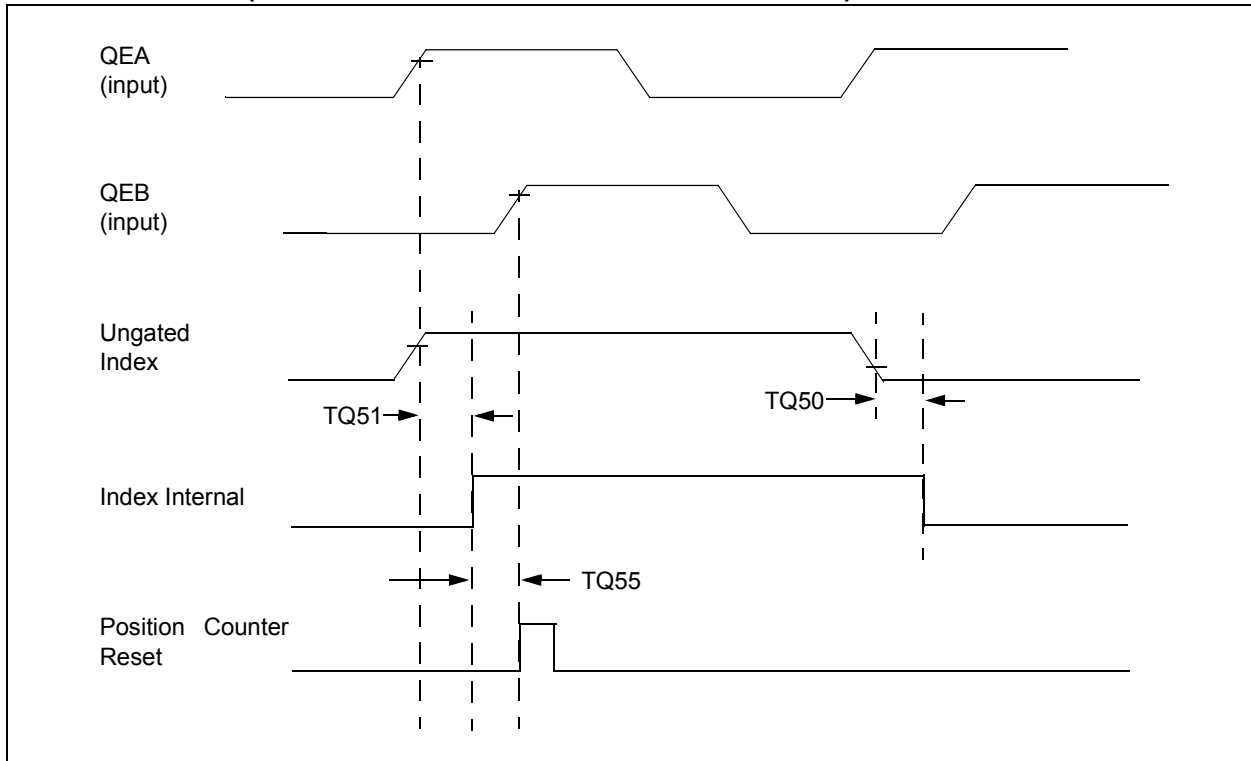 QEA
(input)
QEB
(input)
Ungated
Index
TQ51
TQ50
Index Internal
TQ55
Position Counter
Reset